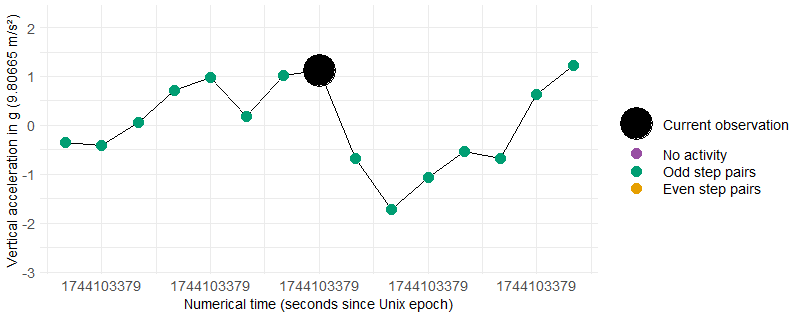 Vertical acceleration in g (9.80665 m/s²)
2
1
0
-1
-2
-3
1744103379 1744103379 1744103379 1744103379 1744103379
Numerical time (seconds since Unix epoch)
Current observation
No activity
Odd step pairs
Even step pairs